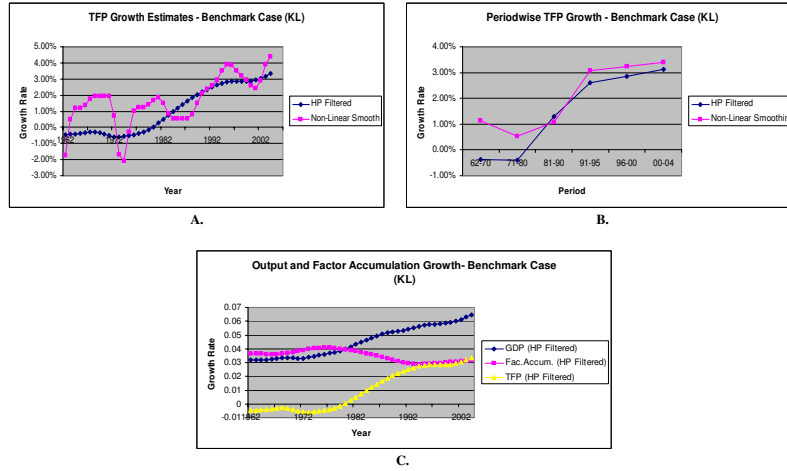 TFP Growth Estimates - Benchmark Case (KL)
Growth Rate
5.00%
4.00%
3.00%
2.00%
1.00%
0.00%
-1.00%
-2.00%
-3.00%
1962
1972
1982
1992
2002
Year
HP Filtered
Non-Linear Smooth
A.
Periodwise TFP Growth - Benchmark Case (KL)
Growth Rate
4.00%
3.00%
2.00%
1.00%
0.00%
-1.00%
62-70
71-80
81-90
91-95
96-00
00-04
Period
HP Filtered
Non-Linear Smoothin
B.
Output and Factor Accumulation Growth- Benchmark Case
(KL)
Growth Rate
0.07
0.06
0.05
0.04
0.03
0.02
0.01
0
-0.01
1962
1972
1982
1992
2002
Year
GDP (HP Filtered)
Fac.Accum. (HP Filtered)
TFP (HP Filtered)
C.